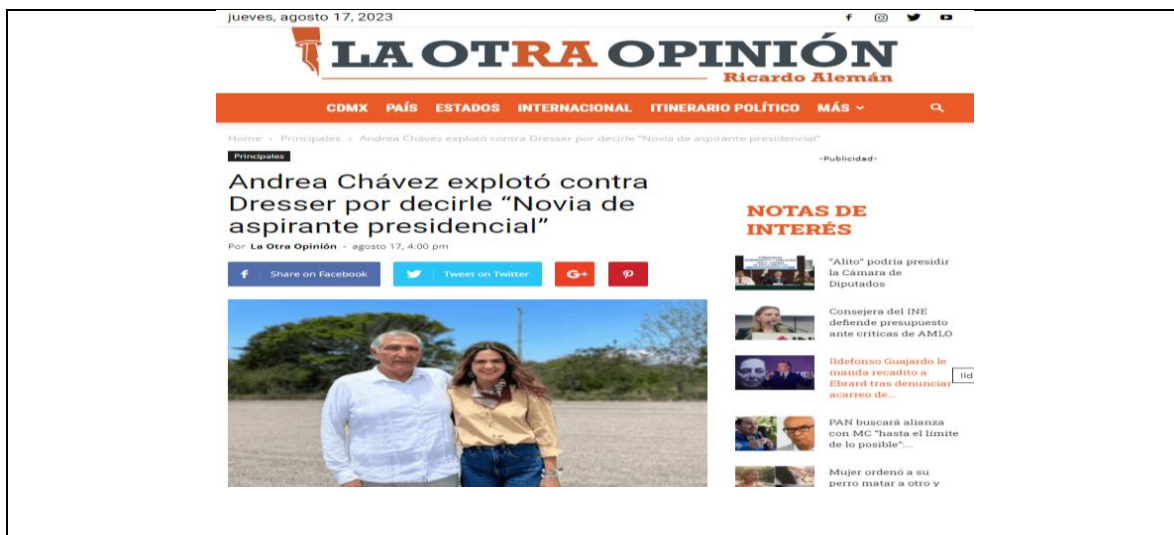 jueves, agosto 17, 2023
LA OTRA OPINIÓN
Ricardo Alemán
CDMX PAÍS ESTADOS INTERNACIONAL ITINERARIO POLÍTICO MÁS
Home › Principales › Andrea Chávez explotó contra Dresser por decirle "Novia de aspirante presidencial"
Principales
Andrea Chávez explotó contra
Dresser por decirle “Novia de
aspirante presidencial”
Por La Otra Opinión - agosto 17, 4:00 pm
Share on Facebook
Tweet on Twitter
G+
-Publicidad-
NOTAS DE
INTERÉS
"Alito" podría presidir
la Cámara de
Diputados
Consejera del INE
defiende presupuesto
ante críticas de AMLO
Ildefonso Guajardo le
manda recadito a
Ebrard tras denunciar
acarreo de...
Ild
PAN buscará alianza
con MC "hasta el límite
de lo posible":...
Mujer ordenó a su
perro matar a otro y